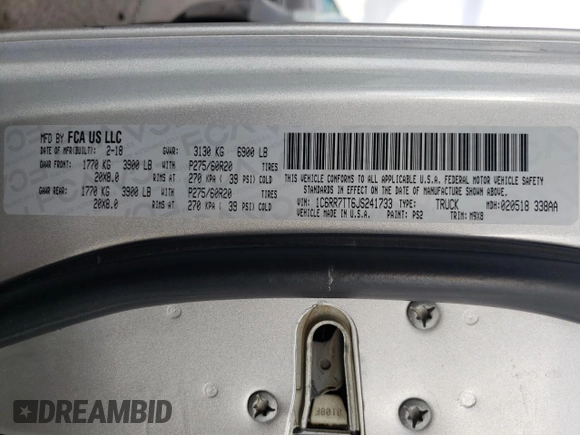 MFD BY FCA US LLC
DATE OF MFR(BUILT): 2-18 GVWR: 3130 KG 6900 LB
GAWR FRONT: 1770 KG 3900 LB WITH P275/60R20 TIRES
20X8.0 RIMS AT 270 KPA ( 39 PSI) COLD
GAWR REAR: 1770 KG 3900 LB WITH P275/60R20 TIRES
20X8.0 RIMS AT 270 KPA ( 39 PSI) COLD
THIS VEHICLE CONFORMS TO ALL APPLICABLE U.S.A. FEDERAL MOTOR VEHICLE SAFETY
STANDARDS IN EFFECT ON THE DATE OF MANUFACTURE SHOWN ABOVE.
VIN: 1C6RR7TT6JS241733 TYPE: TRUCK MDH: 020518 338AA
VEHICLE MADE IN U.S.A. PAINT: PS2 TRIM: M9X8
0108F
DREAMBID